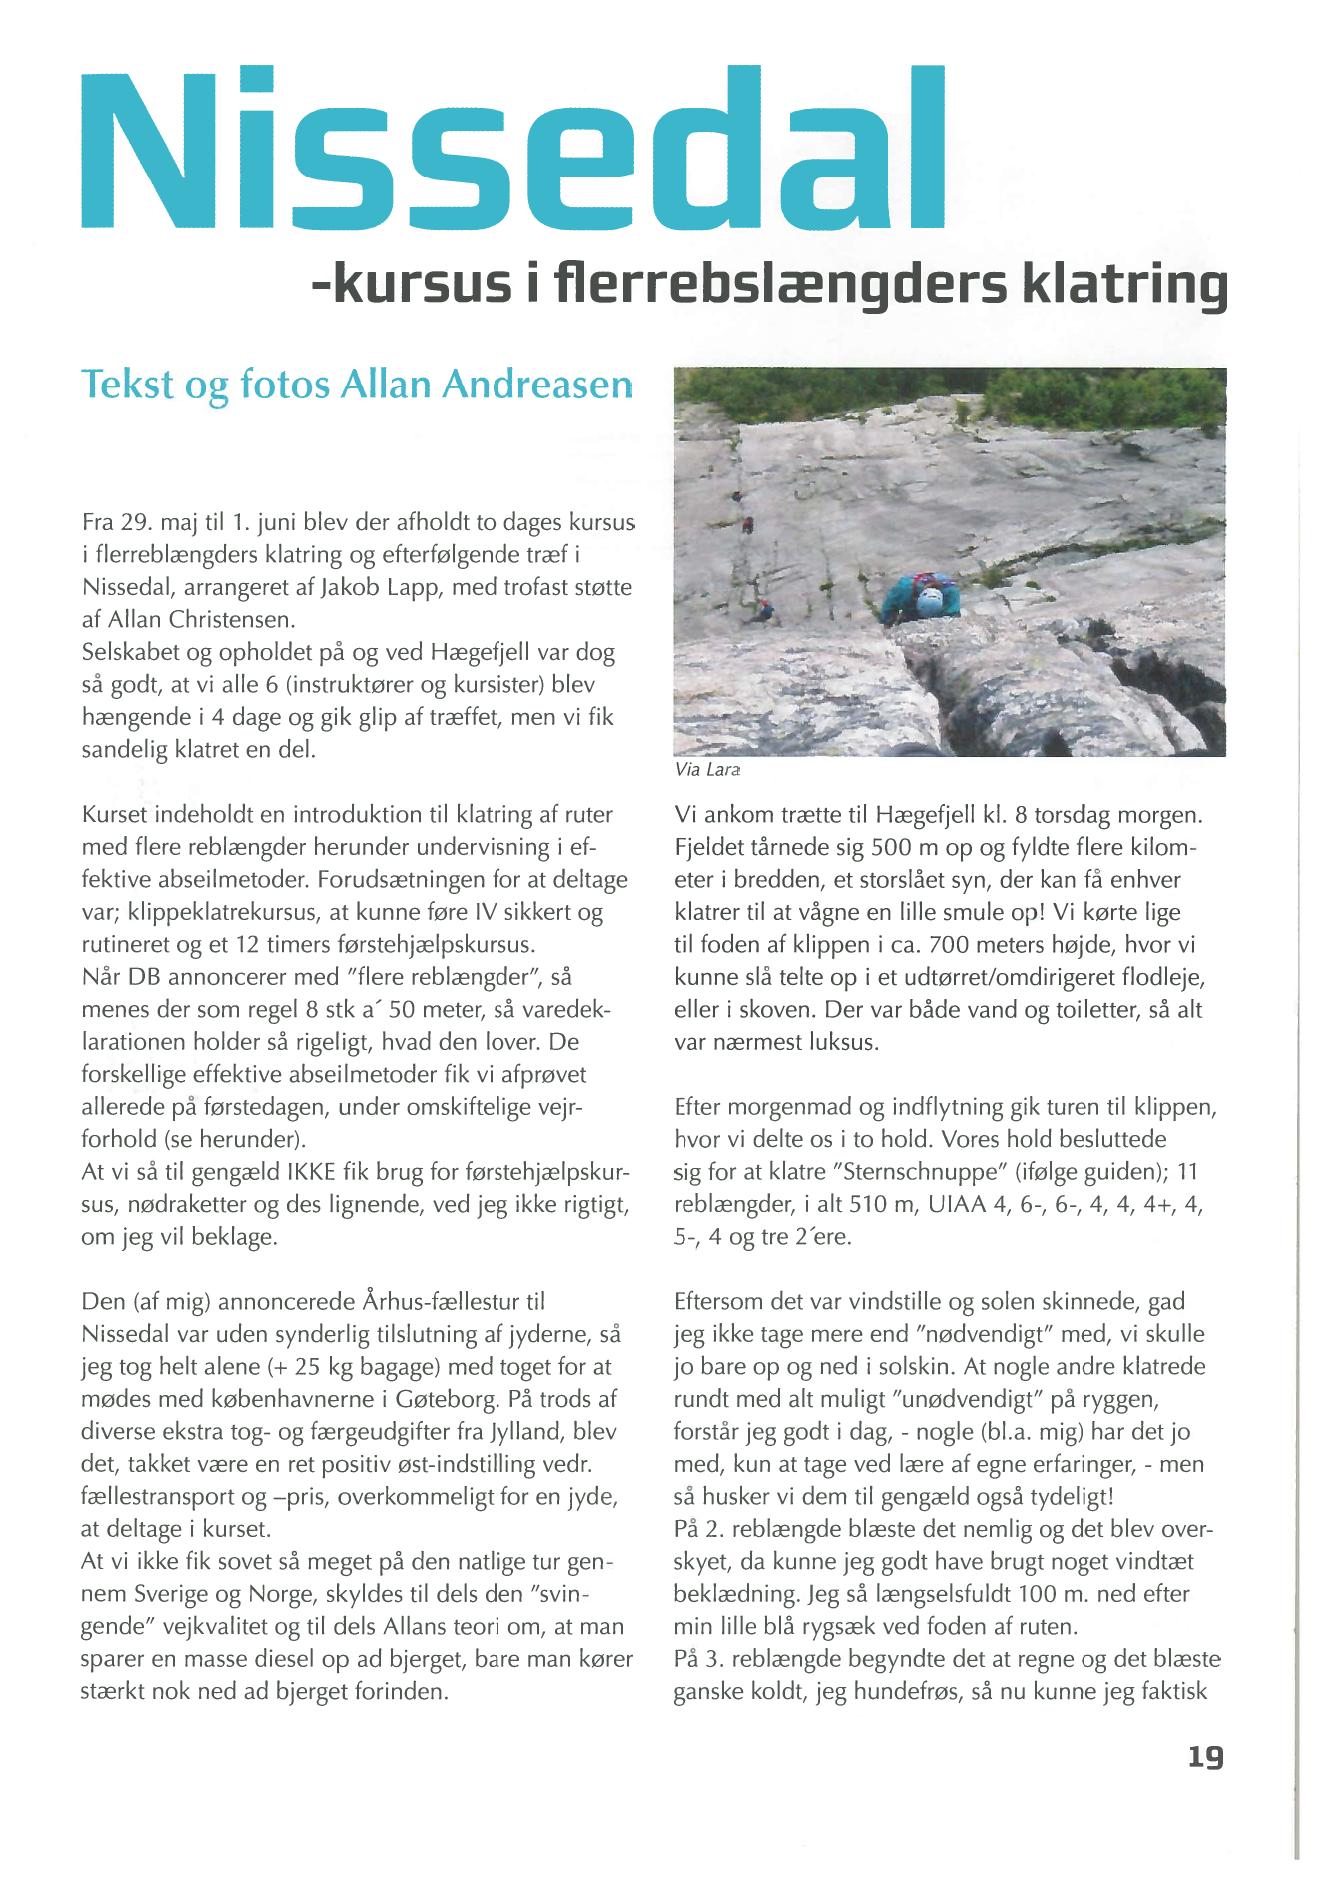 Nissedal
-kursus i flerrebslængders klatring
Tekst og fotos Allan Andreasen
Fra 29. maj til 1. juni blev der afholdt to dages kursus
i flerreblængders klatring og efterfølgende træf i
Nissedal, arrangeret af Jakob Lapp, med trofast støtte
af Allan Christensen.
Selskabet og opholdet på og ved Hægefjell var dog
så godt, at vi alle 6 (instruktører og kursister) blev
hængende i 4 dage og gik glip af træffet, men vi fik
sandelig klatret en del.
Kurset indeholdt en introduktion til klatring af ruter
med flere reblængder herunder undervisning i ef-
fektive abseilmetoder. Forudsætningen for at deltage
var; klippeklatrekursus, at kunne føre IV sikkert og
rutineret og et 12 timers førstehjælpskursus.
Når DB annoncerer med "flere reblængder", så
menes der som regel 8 stk a´ 50 meter, så varedek-
larationen holder så rigeligt, hvad den lover. De
forskellige effektive abseilmetoder fik vi afprøvet
allerede på førstedagen, under omskiftelige vejr-
forhold (se herunder).
At vi så til gengæld IKKE fik brug for førstehjælpskur-
sus, nødraketter og des lignende, ved jeg ikke rigtigt,
om jeg vil beklage.
Den (af mig) annoncerede Århus-fællestur til
Nissedal var uden synderlig tilslutning af jyderne, så
jeg tog helt alene (+ 25 kg bagage) med toget for at
mødes med københavnerne i Gøteborg. På trods af
diverse ekstra tog- og færgeudgifter fra Jylland, blev
det, takket være en ret positiv øst-indstilling vedr.
fællestransport og –pris, overkommeligt for en jyde,
at deltage i kurset.
At vi ikke fik sovet så meget på den natlige tur gen-
nem Sverige og Norge, skyldes til dels den "svin-
gende" vejkvalitet og til dels Allans teori om, at man
sparer en masse diesel op ad bjerget, bare man kører
stærkt nok ned ad bjerget forinden.
Via Lara
Vi ankom trætte til Hægefjell kl. 8 torsdag morgen.
Fjeldet tårnede sig 500 m op og fyldte flere kilom-
eter i bredden, et storslået syn, der kan få enhver
klatrer til at vågne en lille smule op! Vi kørte lige
til foden af klippen i ca. 700 meters højde, hvor vi
kunne slå telte op i et udtørret/omdirigeret flodleje,
eller i skoven. Der var både vand og toiletter, så alt
var nærmest luksus.
Efter morgenmad og indflytning gik turen til klippen,
hvor vi delte os i to hold. Vores hold besluttede
sig for at klatre "Sternschnuppe" (ifølge guiden); 11
reblængder, i alt 510 m, UIAA 4, 6-, 6-, 4, 4, 4+, 4,
5-, 4 og tre 2´ere.
Eftersom det var vindstille og solen skinnede, gad
jeg ikke tage mere end "nødvendigt" med, vi skulle
jo bare op og ned i solskin. At nogle andre klatrede
rundt med alt muligt "unødvendigt" på ryggen,
forstår jeg godt i dag, - nogle (bl.a. mig) har det jo
med, kun at tage ved lære af egne erfaringer, - men
så husker vi dem til gengæld også tydeligt!
På 2. reblængde blæste det nemlig og det blev over-
skyet, da kunne jeg godt have brugt noget vindtæt
beklædning. Jeg så længselsfuldt 100 m. ned efter
min lille blå rygsæk ved foden af ruten.
På 3. reblængde begyndte det at regne og det blæste
ganske koldt, jeg hundefrøs, så nu kunne jeg faktisk
19